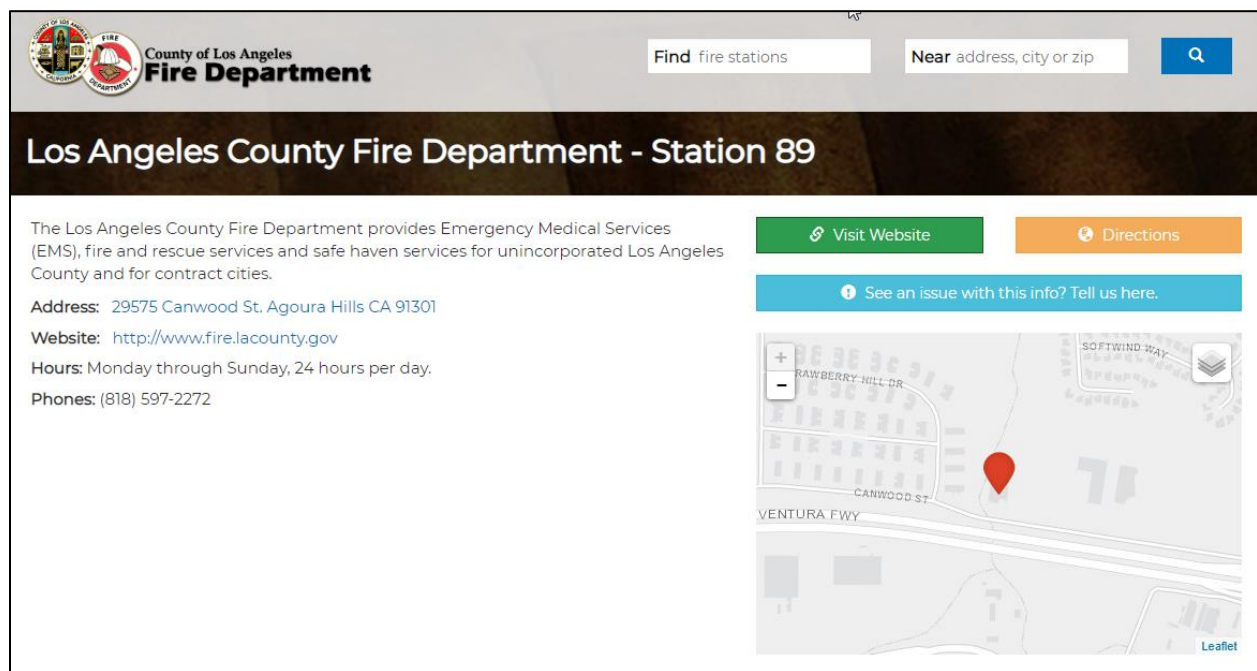 County of Los Angeles
Fire Department
Find fire stations
Near address, city or zip
Los Angeles County Fire Department - Station 89
The Los Angeles County Fire Department provides Emergency Medical Services
(EMS), fire and rescue services and safe haven services for unincorporated Los Angeles
County and for contract cities.
Address: 29575 Canwood St. Agoura Hills CA 91301
Website: http://www.fire.lacounty.gov
Hours: Monday through Sunday, 24 hours per day.
Phones: (818) 597-2272
Visit Website
Directions
See an issue with this info? Tell us here.
+
-
SOFTWIND WAY
RAWBERRY HILL DR
CANWOOD ST
VENTURA FWY
Leaflet